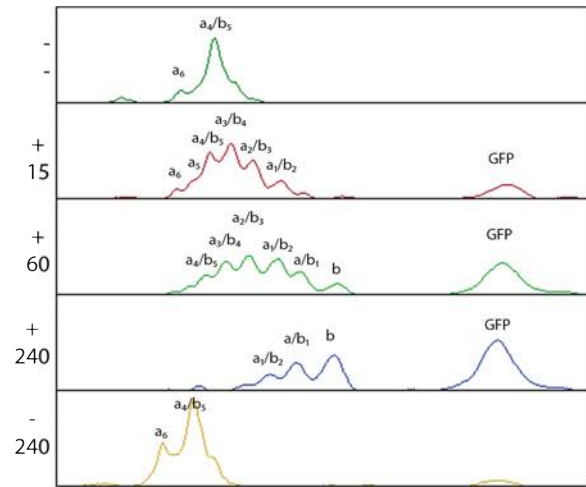 a₄/b₅
a₆
-
-
a₃/b₄
a₄/b₅
a₂/b₃
a₅
a₁/b₂
a₆
GFP
+
15
a₂/b₃
a₃/b₄
a₁/b₂
a₄/b₅
a/b₁
b
GFP
+
60
a/b₁
b
a₁/b₂
GFP
+
240
a₄/b₅
a₆
-
240